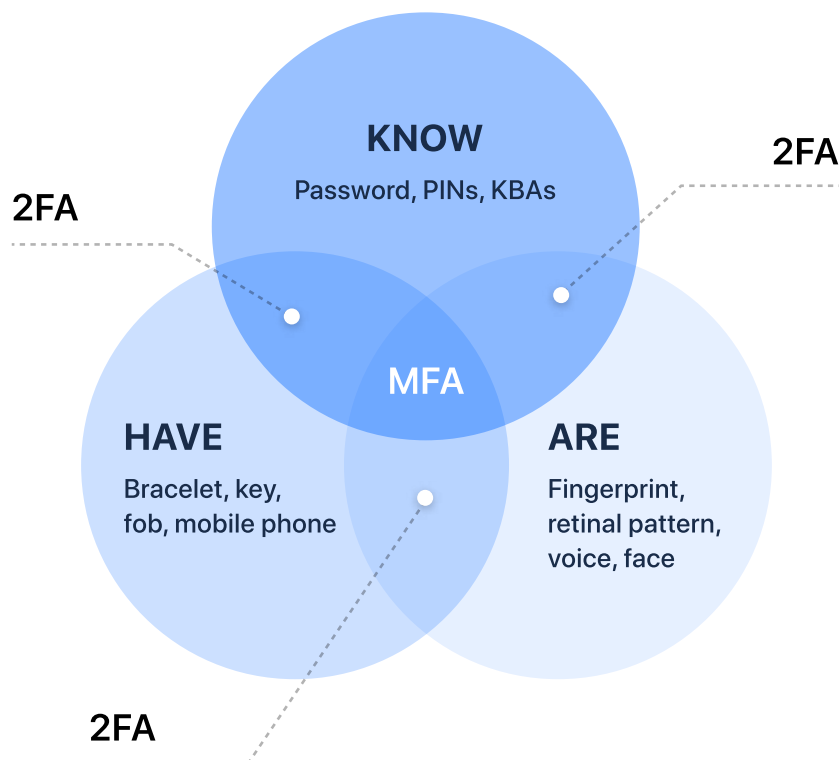 KNOW
Password, PINs, KBAs
2FA
2FA
MFA
HAVE
Bracelet, key,
fob, mobile phone
ARE
Fingerprint,
retinal pattern,
voice, face
2FA